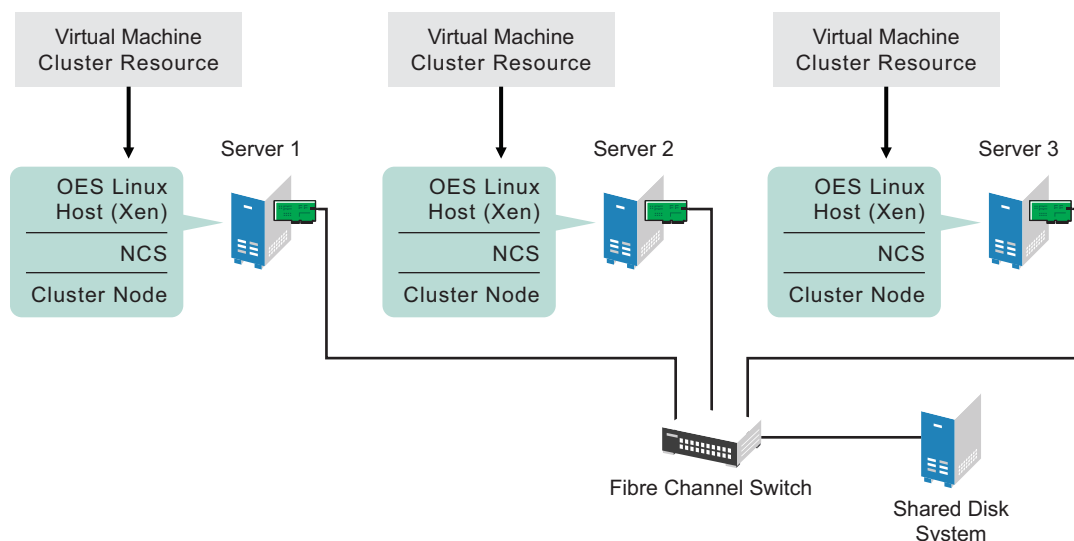 Virtual Machine
Cluster Resource
Virtual Machine
Cluster Resource
Virtual Machine
Cluster Resource
Server 1
Server 2
Server 3
OES Linux
Host (Xen)
NCS
Cluster Node
OES Linux
Host (Xen)
NCS
Cluster Node
OES Linux
Host (Xen)
NCS
Cluster Node
Fibre Channel Switch
Shared Disk
System